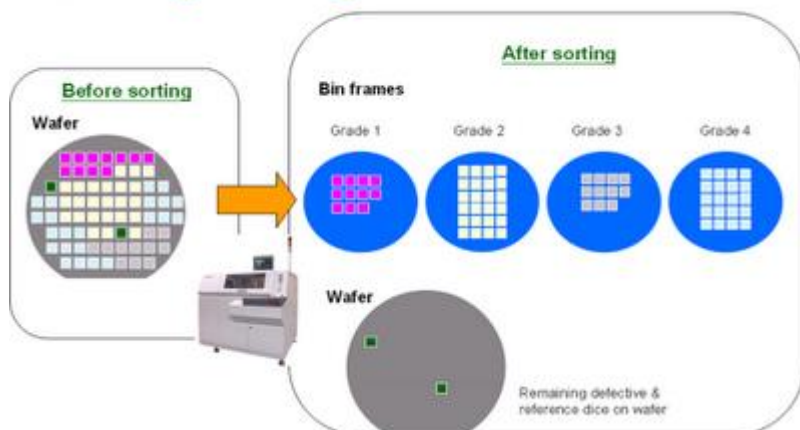 Before sorting
Wafer
After sorting
Bin frames
Grade 1
Grade 2
Grade 3
Grade 4
Wafer
Remaining defective &
reference dice on wafer